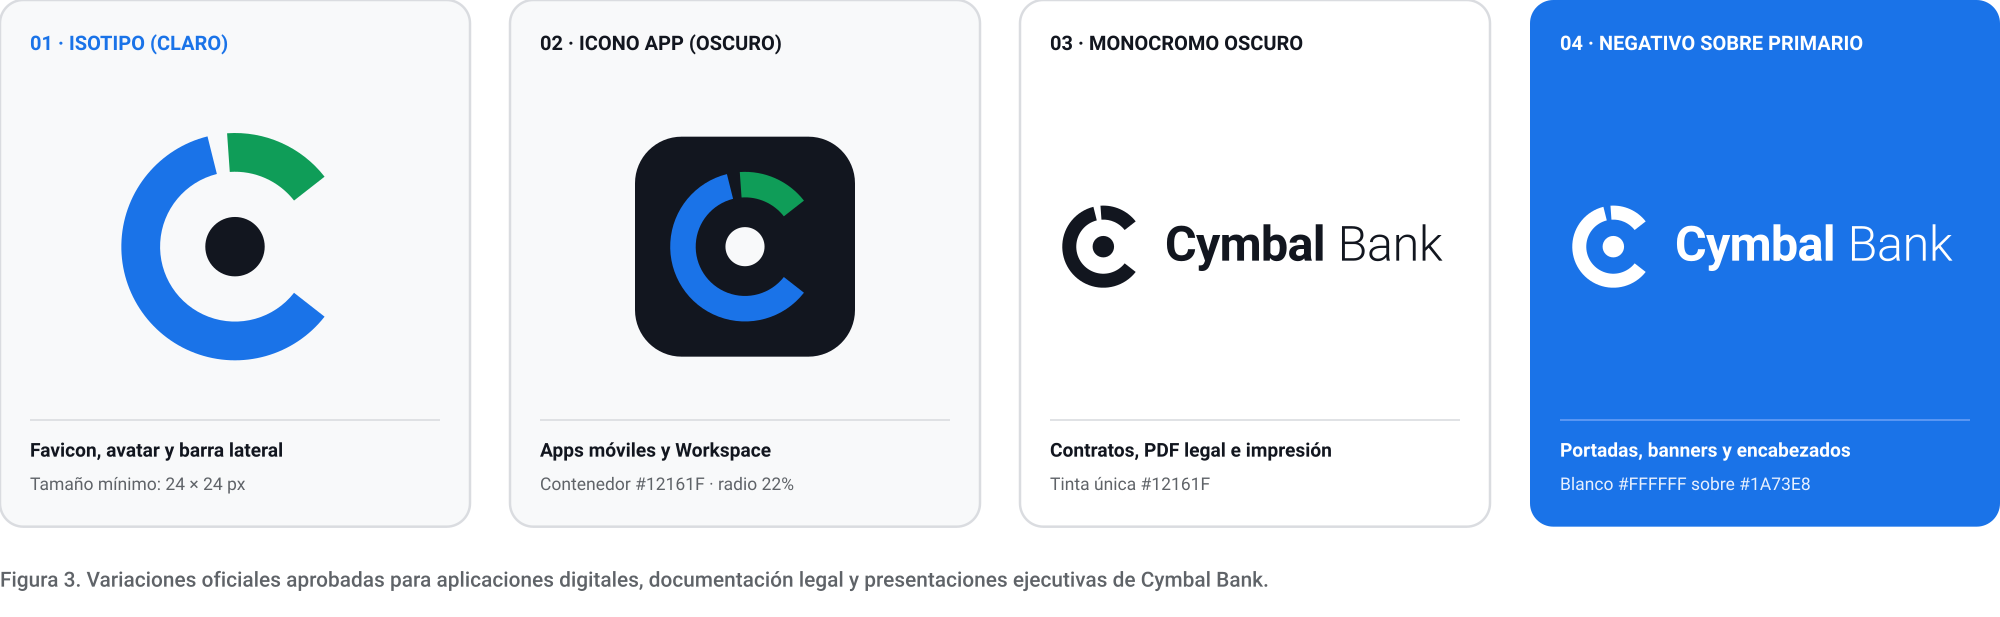 01 · ISOTIPO (CLARO)
Favicon, avatar y barra lateral
Tamaño mínimo: 24 × 24 px
02 · ICONO APP (OSCURO)
Apps móviles y Workspace
Contenedor #12161F · radio 22%
03 · MONOCROMO OSCURO
Cymbal Bank
Contratos, PDF legal e impresión
Tinta única #12161F
04 · NEGATIVO SOBRE PRIMARIO
Cymbal Bank
Portadas, banners y encabezados
Blanco #FFFFFF sobre #1A73E8
Figura 3. Variaciones oficiales aprobadas para aplicaciones digitales, documentación legal y presentaciones ejecutivas de Cymbal Bank.